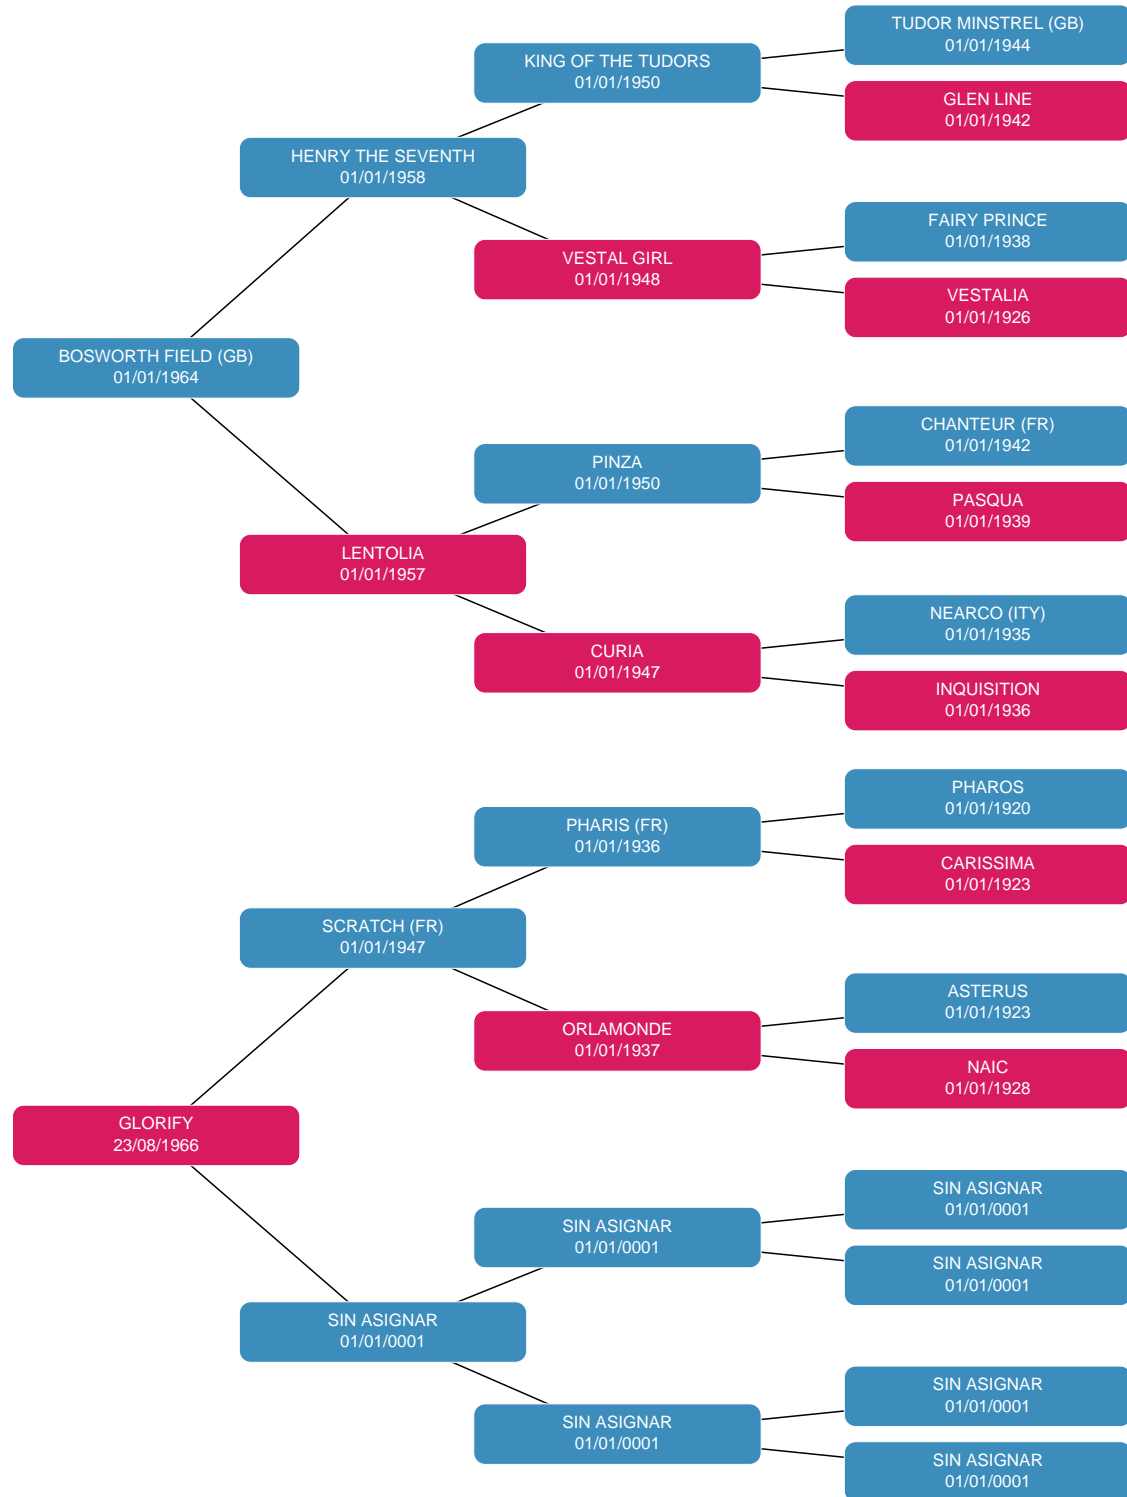 TUDOR MINSTREL (GB)
01/01/1944
KING OF THE TUDORS
01/01/1950
GLEN LINE
01/01/1942
HENRY THE SEVENTH
01/01/1958
FAIRY PRINCE
01/01/1938
VESTAL GIRL
01/01/1948
VESTALIA
01/01/1926
BOSWORTH FIELD (GB)
01/01/1964
CHANTEUR (FR)
01/01/1942
PINZA
01/01/1950
PASQUA
01/01/1939
LENTOLIA
01/01/1957
NEARCO (ITY)
01/01/1935
CURIA
01/01/1947
INQUISITION
01/01/1936
PHAROS
01/01/1920
PHARIS (FR)
01/01/1936
CARISSIMA
01/01/1923
SCRATCH (FR)
01/01/1947
ASTERUS
01/01/1923
ORLAMONDE
01/01/1937
NAIC
01/01/1928
GLORIFY
23/08/1966
SIN ASIGNAR
01/01/0001
SIN ASIGNAR
01/01/0001
SIN ASIGNAR
01/01/0001
SIN ASIGNAR
01/01/0001
SIN ASIGNAR
01/01/0001
SIN ASIGNAR
01/01/0001
SIN ASIGNAR
01/01/0001